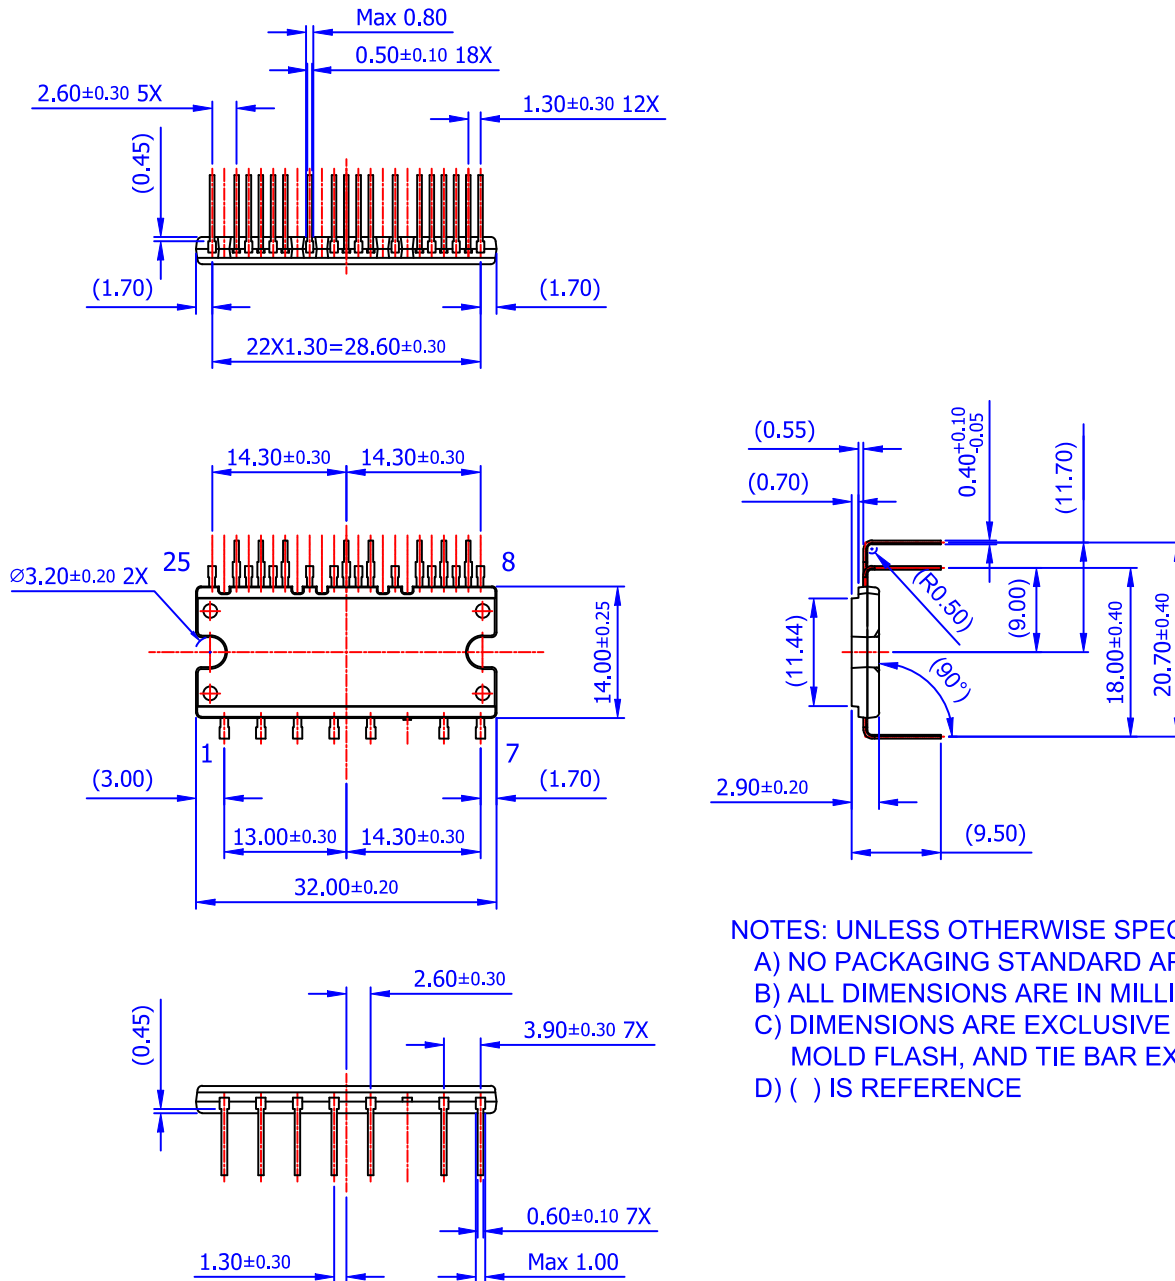 Max 0.80
0.50±0.10 18X
2.60±0.30 5X
1.30±0.30 12X
(0.45)
(1.70)
(1.70)
22X1.30=28.60±0.30
14.30±0.30
14.30±0.30
25
8
Ø3.20±0.20 2X
14.00±0.25
1
7
(3.00)
(1.70)
13.00±0.30
14.30±0.30
32.00±0.20
(0.55)
(0.70)
0.40+0.10 -0.05
(11.70)
(R0.50)
(9.00)
(11.44)
(90°)
18.00±0.40
20.70±0.40
2.90±0.20
(9.50)
2.60±0.30
(0.45)
3.90±0.30 7X
0.60±0.10 7X
1.30±0.30
Max 1.00
NOTES: UNLESS OTHERWISE
A) NO PACKAGING STANDARD
B) ALL DIMENSIONS ARE IN
C) DIMENSIONS ARE EXCLUSIVE
MOLD FLASH, AND TIE BAR
D) ( ) IS REFERENCE